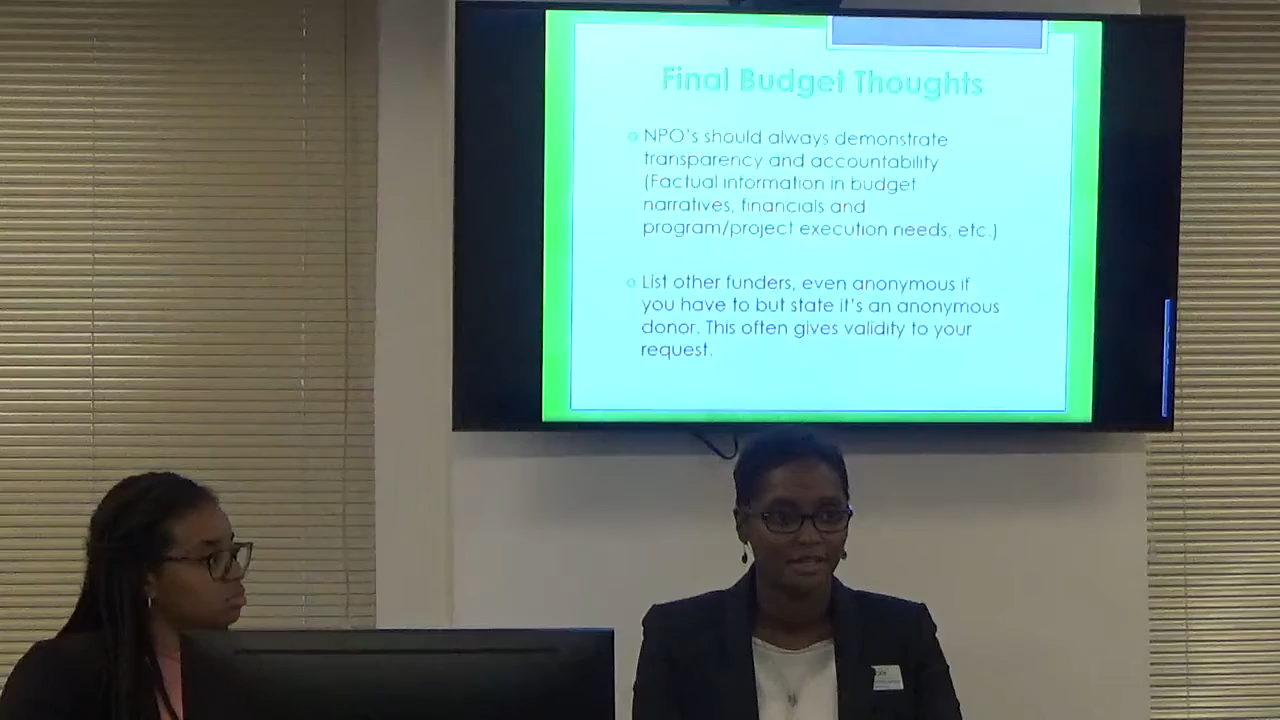 Final Budget Thoughts
NPO's should always demonstrate
transparency and accountability
(Factual information in budget
narratives, financials and
program/project execution needs, etc.)
List other funders, even anonymous if
you have to but state it's an anonymous
donor. This often gives validity to your
request.